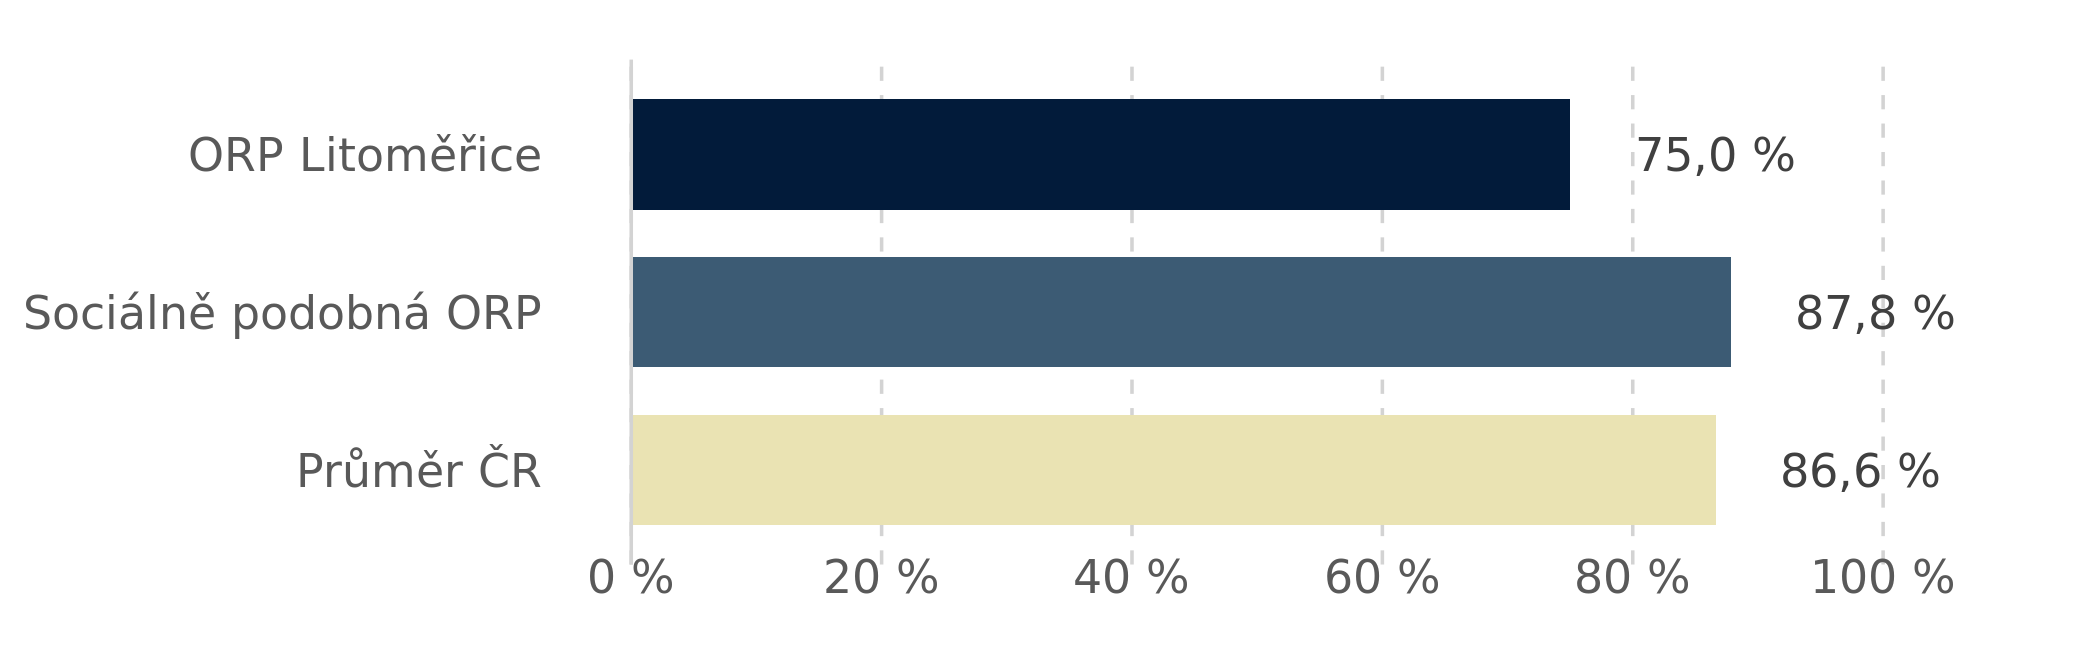 ORP Litoměřice 75,0 %
Sociálně podobná ORP 87,8 %
Průměr ČR 86,6 %
0 % 20 % 40 % 60 % 80 % 100 %